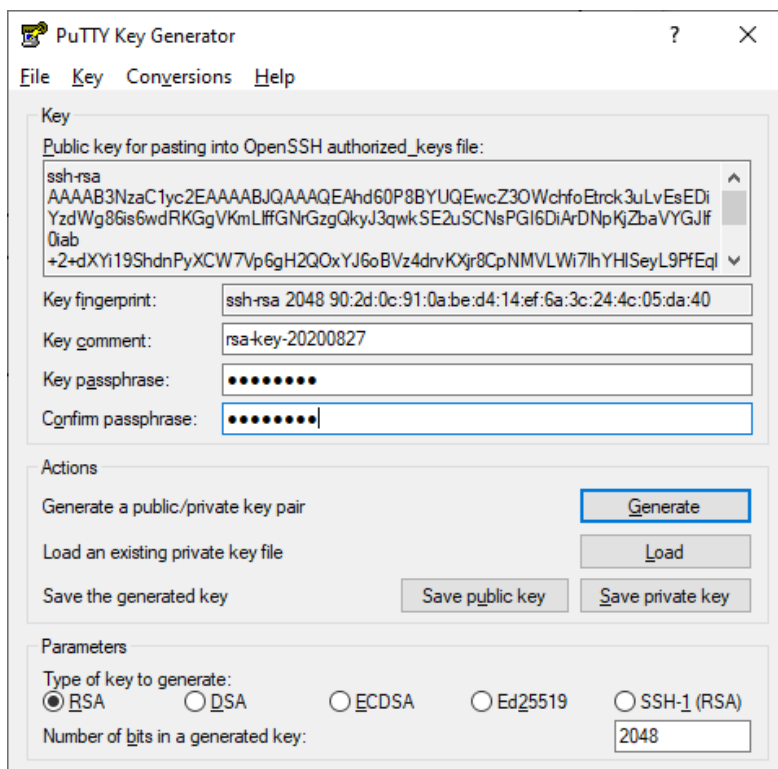 PuTTY Key Generator
? ×
File Key Conversions Help
Key
Public key for pasting into OpenSSH authorized_keys file:
ssh-rsa
AAAAB3NzaC1yc2EAAAABJQAAAQEAhd60P8BYUQEwcZ3OWchfoEtrck3uLvEsEDi
YzdWg86is6wdRKGgVKmLIffGNrGzgQkyJ3qwkSE2uSCNsPGI6DiArDNpKjZbaVYGJIf
0iab
+2+dXYi19ShdnPyXCW7Vp6gH2QOxYJ6oBVz4drvKXjr8CpNMVLWi7IhYHISeyL9PfEql
Key fingerprint: ssh-rsa 2048 90:2d:0c:91:0a:be:d4:14:ef:6a:3c:24:4c:05:da:40
Key comment: rsa-key-20200827
Key passphrase: ●●●●●●●●
Confirm passphrase: ●●●●●●●●
Actions
Generate a public/private key pair Generate
Load an existing private key file Load
Save the generated key Save public key Save private key
Parameters
Type of key to generate:
RSA DSA ECDSA Ed25519 SSH-1 (RSA)
Number of bits in a generated key: 2048